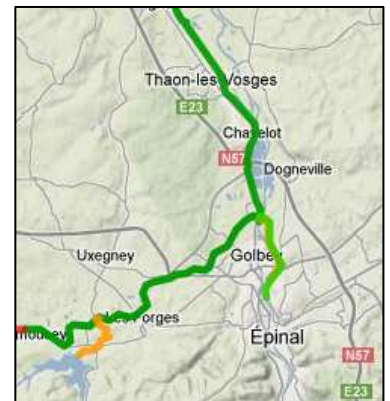 Thaon-les-Vosges
E23
Chavelot
N57
Dogneville
Uxegney
Golbey
Les Forges
Épinal
N57
E23